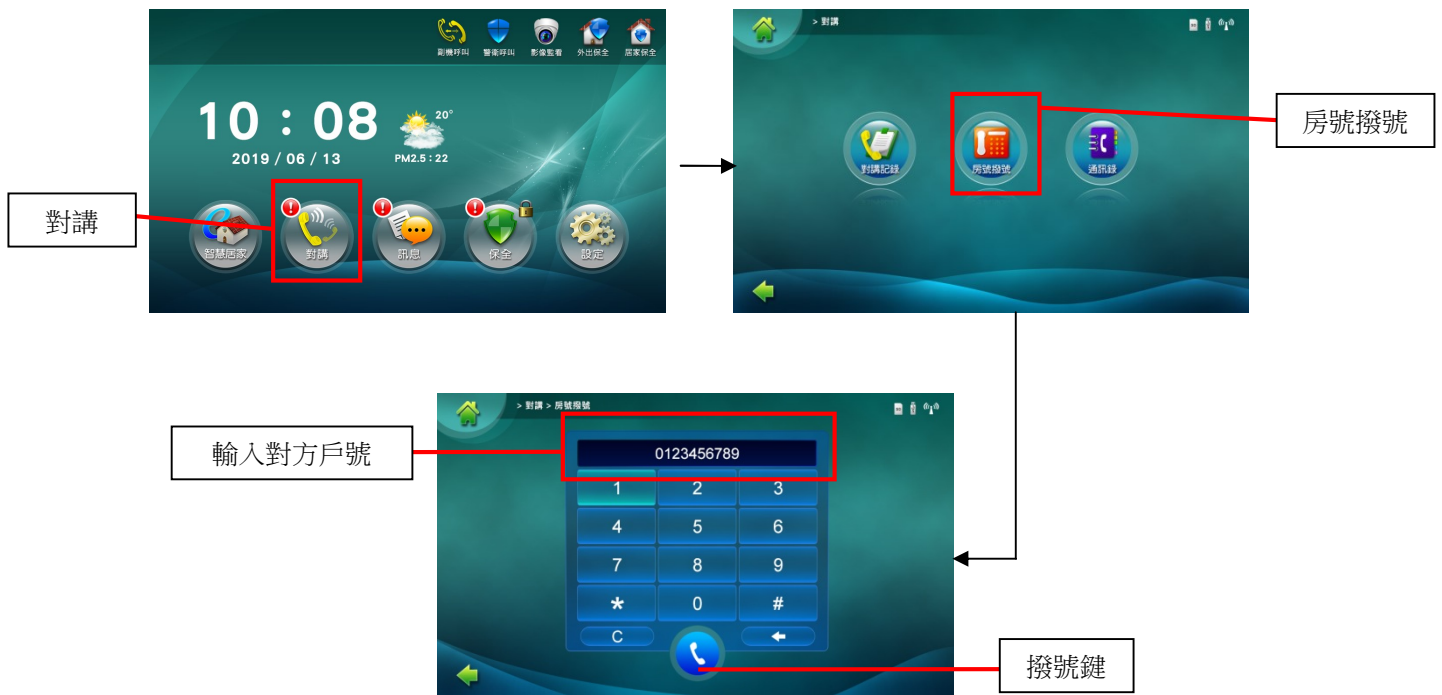 副機呼叫 警衛呼叫 影像監看 外出保全 居家保全
10：08
20°
2019 / 06 / 13
PM2.5 : 22
智慧居家 對講 訊息 保全 設定
對講
> 對講
對講記錄 房號撥號 通訊錄
房號撥號
> 對講 > 房號撥號
0123456789
1 2 3
4 5 6
7 8 9
* 0 #
C
輸入對方戶號
撥號鍵